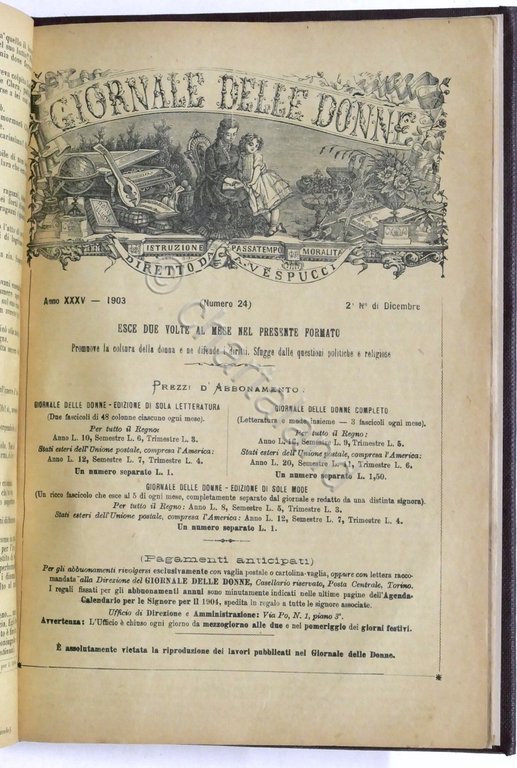 GIORNALE DELLE DONNE
ISTRUZIONE PASSATEMPO MORALITÀ
DIRETTO DA A. VESPUCCI
Anno XXXV — 1903 (Numero 24) 2° N° di Dicembre
ESCE DUE VOLTE AL MESE NEL PRESENTE FORMATO
Promuove la coltura della donna e ne difende i diritti. Sfugge dalle questioni politiche e religiose
PREZZI D'ABBONAMENTO:
GIORNALE DELLE DONNE - EDIZIONE DI SOLA LETTERATURA
(Due fascicoli di 48 colonne ciascuno ogni mese).
Per tutto il Regno:
Anno L. 10, Semestre L. 6, Trimestre L. 3.
Stati esteri dell'Unione postale, compresa l'America:
Anno L. 12, Semestre L. 7, Trimestre L. 4.
Un numero separato L. 1.
GIORNALE DELLE DONNE COMPLETO
(Letteratura e moda insieme — 3 fascicoli ogni mese).
Per tutto il Regno:
Anno L. Semestre L. 9, Trimestre L. 5.
Stati esteri dell'Unione postale, compresa l'America:
Anno L. 20, Semestre L. Trimestre L. 6.
Un numero separato L. 1,50.
GIORNALE DELLE DONNE - EDIZIONE DI SOLE MODE
(Un ricco fascicolo che esce al 5 di ogni mese, completamente separato dal giornale e redatto da una distinta signora).
Per tutto il Regno: Anno L. 8, Semestre L. 5, Trimestre L. 3.
Stati esteri dell'Unione postale, compresa l'America: Anno L. 12, Semestre L. 7, Trimestre L. 4.
Un numero separato L. 1.
(Pagamenti anticipati)
Per gli abbuonamenti rivolgersi esclusivamente con vaglia postale o cartolina-vaglia, oppure con lettera racco-
mandata alla Direzione del GIORNALE DELLE DONNE, Casellario riservato, Posta Centrale, Torino.
I regali fissati per gli abbuonamenti annui sono minutamente indicati nelle ultime pagine dell'Agenda-
Calendario per le Signore per il 1904, spedita in regalo a tutte le signore associate.
Ufficio di Direzione e Amministrazione: Via Po, N. 1, piano 3°.
Avvertenza: L'Ufficio è chiuso ogni giorno da mezzogiorno alle due e nel pomeriggio dei giorni festivi.
È assolutamente vietata la riproduzione dei lavori pubblicati nel Giornale delle Donne.